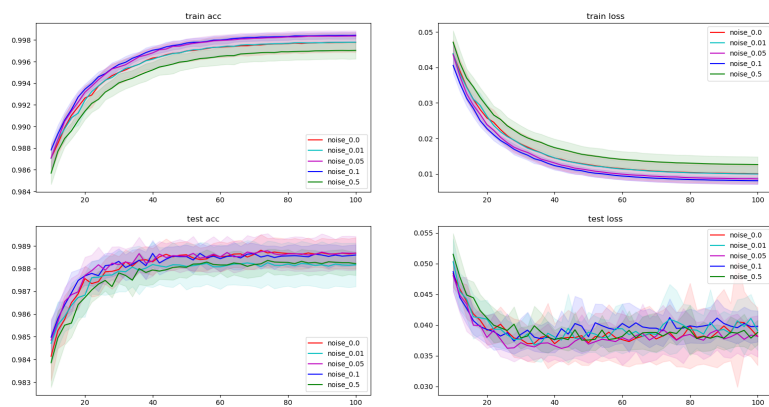 train acc
0.998
0.996
0.994
0.992
0.990
0.988
0.986
0.984
20
40
60
80
100
noise_0.0
noise_0.01
noise_0.05
noise_0.1
noise_0.5
train loss
0.05
0.04
0.03
0.02
0.01
20
40
60
80
100
noise_0.0
noise_0.01
noise_0.05
noise_0.1
noise_0.5
test acc
0.989
0.988
0.987
0.986
0.985
0.984
0.983
20
40
60
80
100
noise_0.0
noise_0.01
noise_0.05
noise_0.1
noise_0.5
test loss
0.055
0.050
0.045
0.040
0.035
0.030
20
40
60
80
100
noise_0.0
noise_0.01
noise_0.05
noise_0.1
noise_0.5